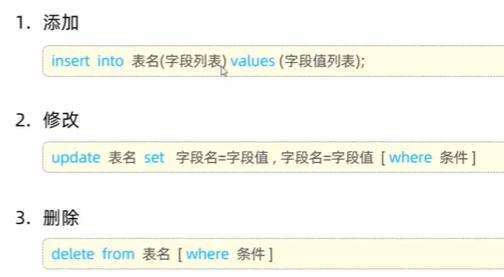 1. 添加
insert into 表名(字段列表) values (字段值列表);
2. 修改
update 表名 set 字段名=字段值 , 字段名=字段值 [ where 条件 ]
3. 删除
delete from 表名 [ where 条件 ]